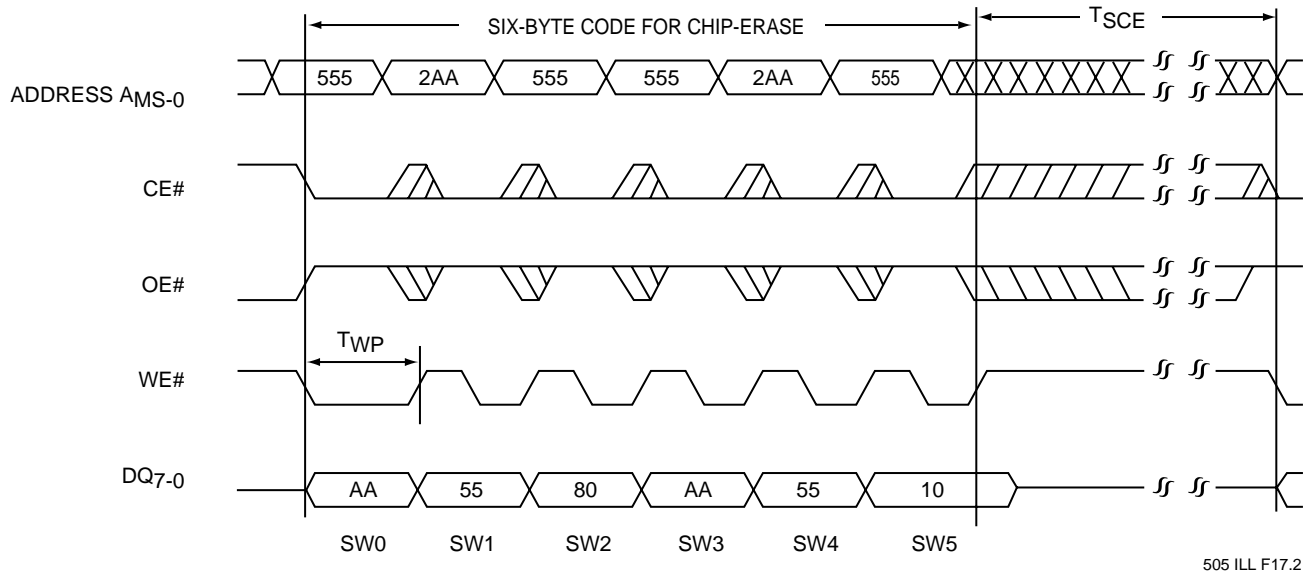 SIX-BYTE CODE FOR CHIP-ERASE
TSCE
ADDRESS AMS-0
555 2AA 555 555 2AA 555
CE#
OE#
TWP
WE#
DQ7-0
AA 55 80 AA 55 10
SW0 SW1 SW2 SW3 SW4 SW5
505 ILL F17.2